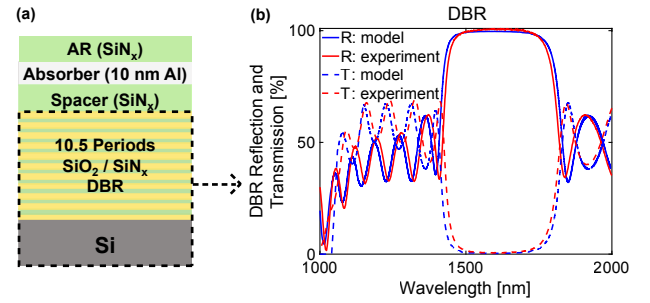 (a)
AR (SiNx)
Absorber (10 nm Al)
Spacer (SiNx)
10.5 Periods
SiO2 / SiNx
DBR
Si
(b)
DBR
R: model
R: experiment
T: model
T: experiment
DBR Reflection and
Transmission [%]
100
50
0
1000
1500
2000
Wavelength [nm]